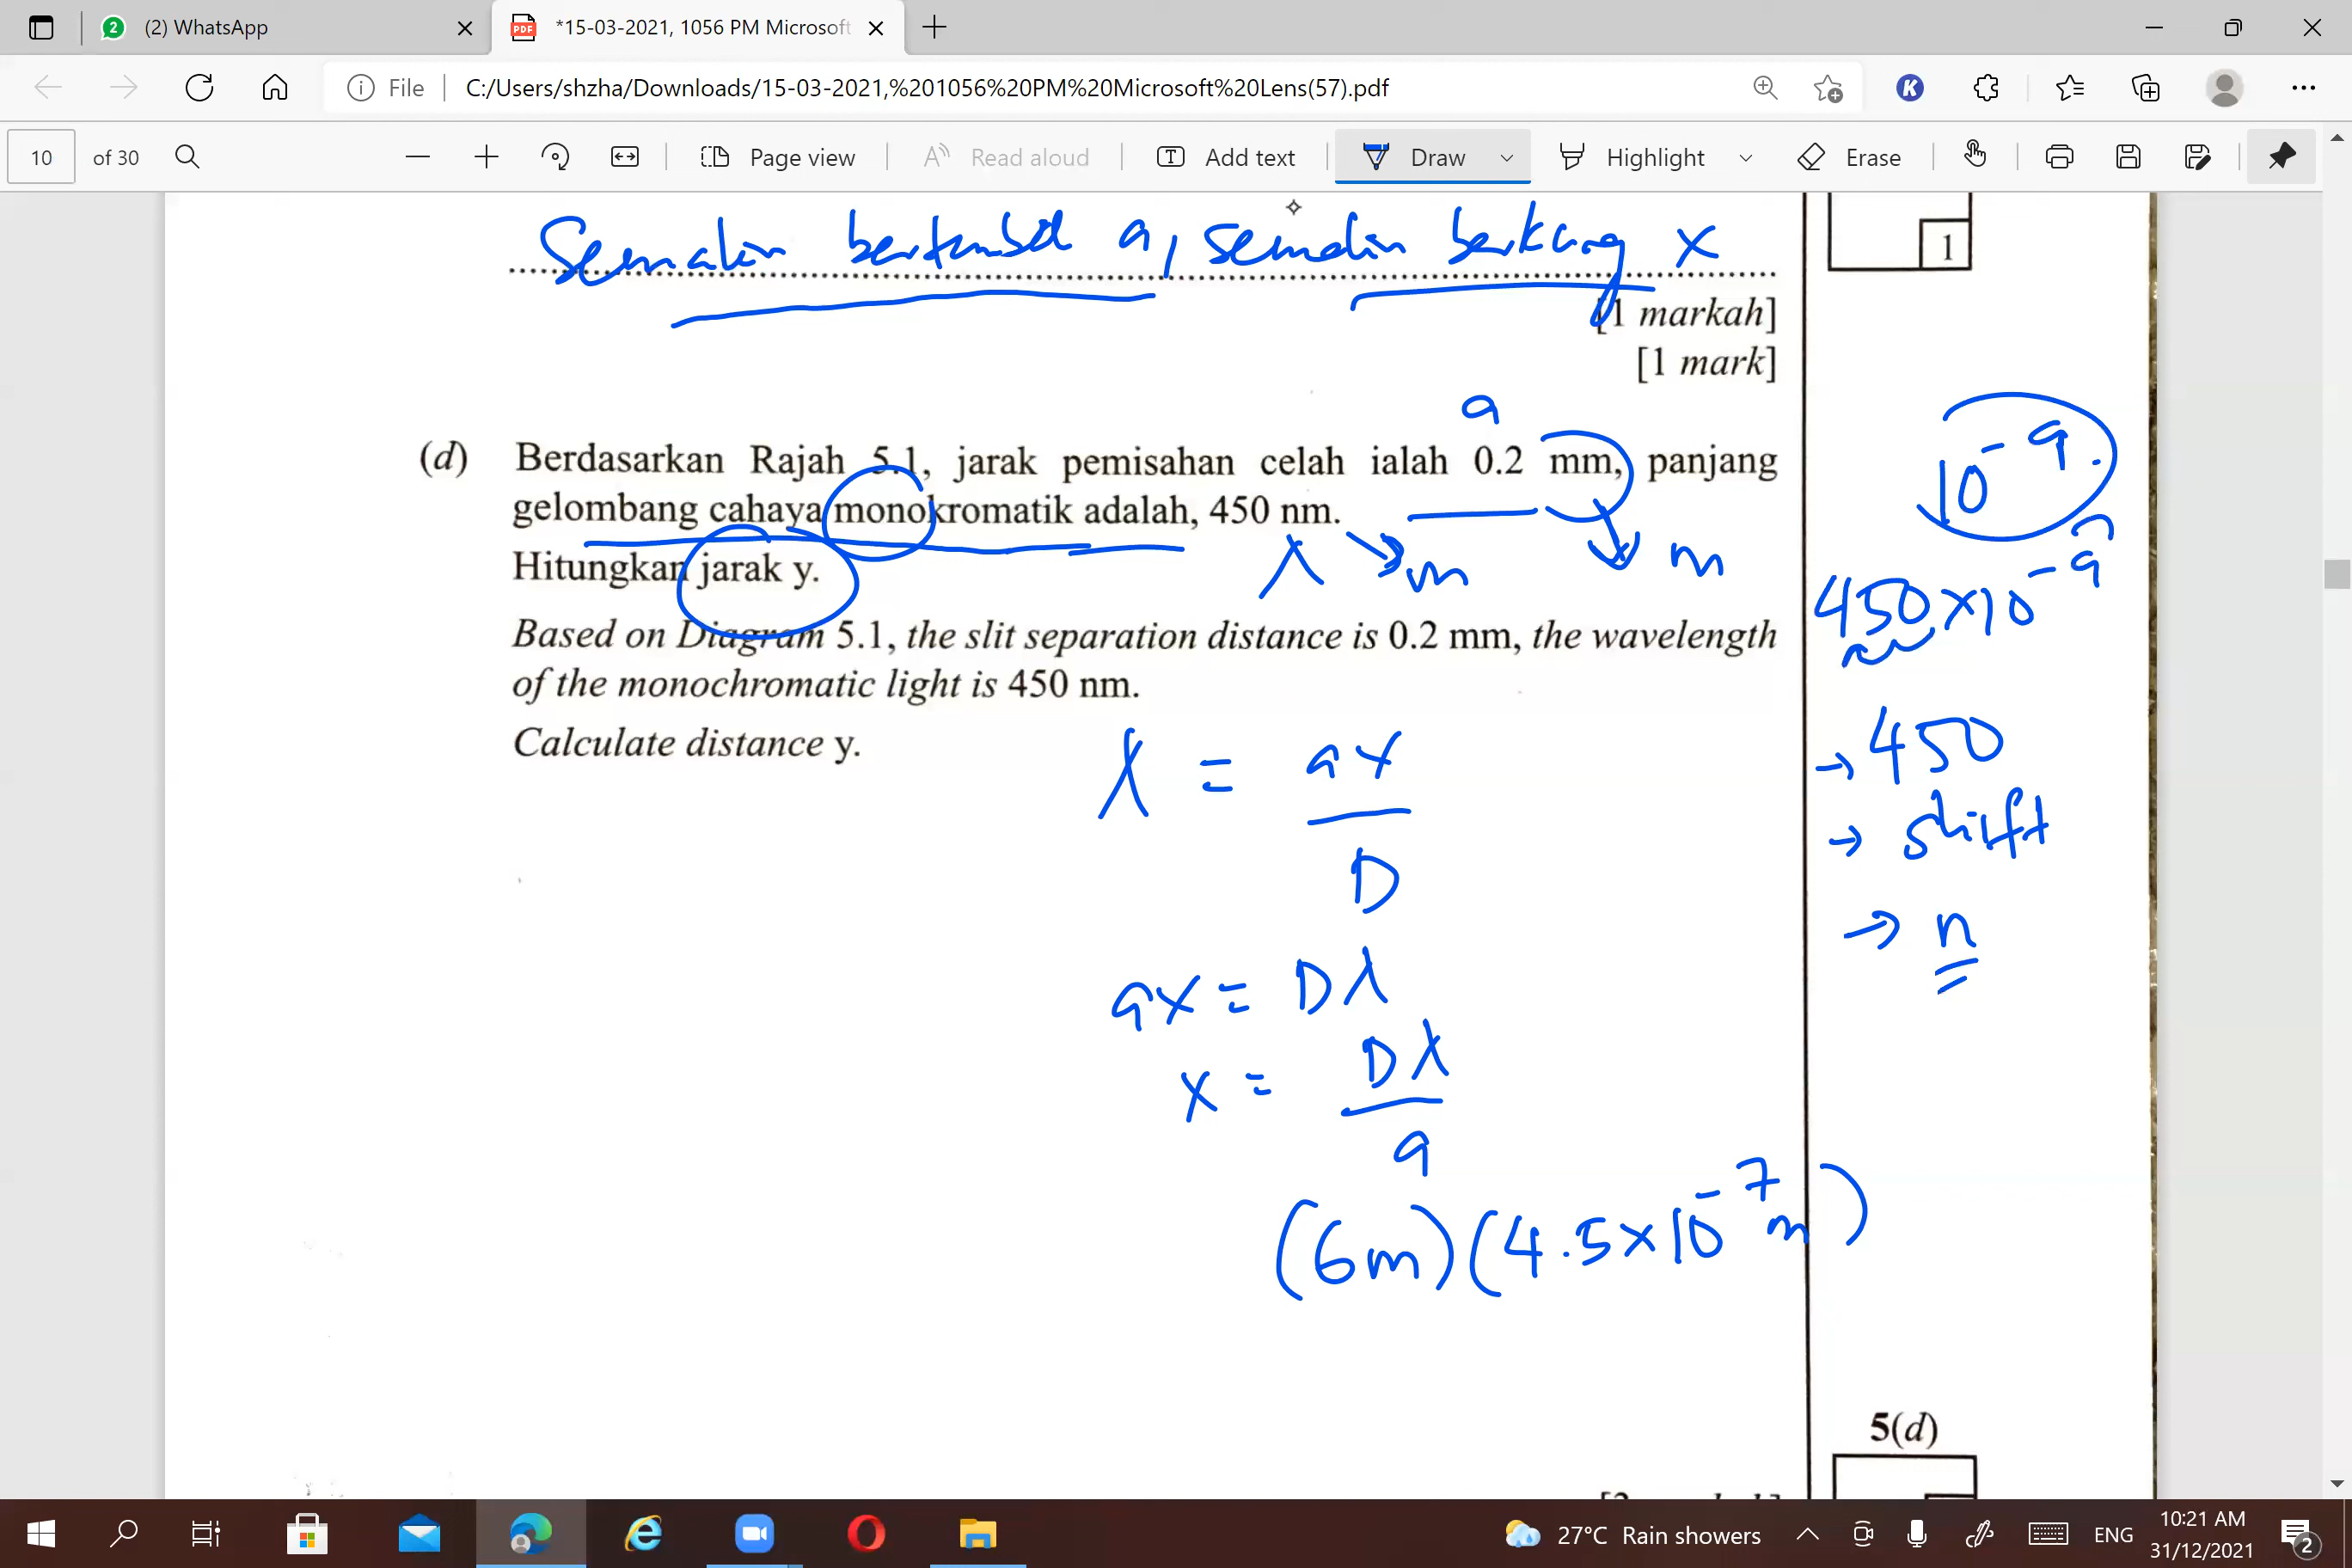 (2) WhatsApp
*15-03-2021, 1056 PM Microsoft
File C:/Users/shzha/Downloads/15-03-2021,%201056%20PM%20Microsoft%20Lens(57).pdf
10 of 30 Page view Read aloud Add text Draw Highlight Erase
Semakin bertambah a, semakin berkurang x
1
[1 markah]
[1 mark]
a
(d) Berdasarkan Rajah 5.1, jarak pemisahan celah ialah 0.2 mm, panjang
gelombang cahaya monokromatik adalah, 450 nm.
10⁻⁹
λ → m m
Hitungkan jarak y.
450×10⁻⁹
Based on Diagram 5.1, the slit separation distance is 0.2 mm, the wavelength
of the monochromatic light is 450 nm.
Calculate distance y.
λ = ax
D
→ 450
→ shift
→ n
ax = Dλ
x = Dλ
a
(6m)(4.5×10⁻⁷m)
5(d)
27°C Rain showers ENG 10:21 AM
31/12/2021 2